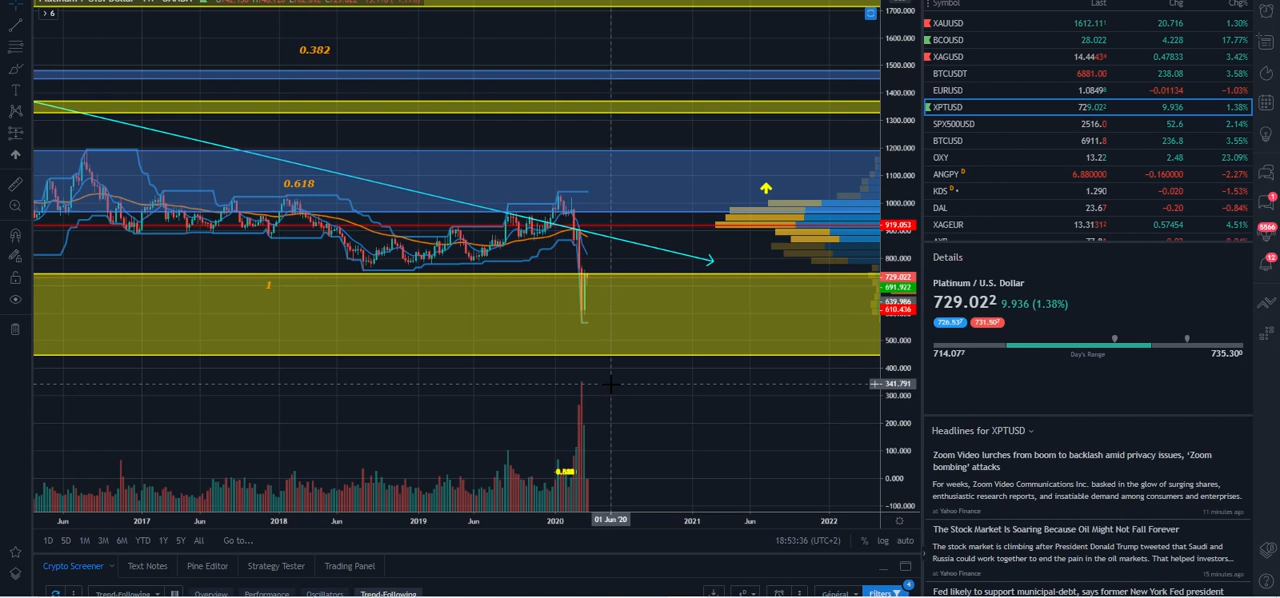 6
0.382
0.618
1
1700.000
1600.000
1500.000
1400.000
1300.000
1200.000
1100.000
1000.000
919.053
800.000
729.022
691.922
639.986
610.436
500.000
400.000
341.791
300.000
200.000
100.000
0.000
-100.000
Jun 2017 Jun 2018 Jun 2019 Jun 2020 01 Jun '20 2021 Jun 2022
1D 5D 1M 3M 6M YTD 1Y 5Y All Go to...
18:53:36 (UTC+2) % log auto
Crypto Screener Text Notes Pine Editor Strategy Tester Trading Panel
Trend-Following Overview Performance Oscillators Trend-Following Général Filters 4
Symbol Last Chg Chg%
XAUUSD 1612.111 20.716 1.30%
BCOUSD 28.022 4.228 17.77%
XAGUSD 14.4434 0.47833 3.42%
BTCUSDT 6881.00 238.08 3.58%
EURUSD 1.08498 -0.01134 -1.03%
XPTUSD 729.022 9.936 1.38%
SPX500USD 2516.0 52.6 2.14%
BTCUSD 6911.8 236.8 3.55%
OXY 13.22 2.48 23.09%
ANGPY D 6.880000 -0.160000 -2.27%
KDS D 1.290 -0.020 -1.53%
DAL 23.67 -0.20 -0.84%
XAGEUR 13.31312 0.57454 4.51%
Details
Platinum / U.S. Dollar
729.022 9.936 (1.38%)
726.537 731.507
714.077 Day's Range 735.300
Headlines for XPTUSD
Zoom Video lurches from boom to backlash amid privacy issues, ‘Zoom
bombing’ attacks
For weeks, Zoom Video Communications Inc. basked in the glow of surging shares,
enthusiastic research reports, and insatiable demand among consumers and enterprises.
at Yahoo Finance 11 minutes ago
The Stock Market Is Soaring Because Oil Might Not Fall Forever
The stock market is climbing after President Donald Trump tweeted that Saudi and
Russia could work together to end the pain in the oil markets. That helped investors...
at Yahoo Finance 15 minutes ago
Fed likely to support municipal-debt, says former New York Fed president
1
5566
12